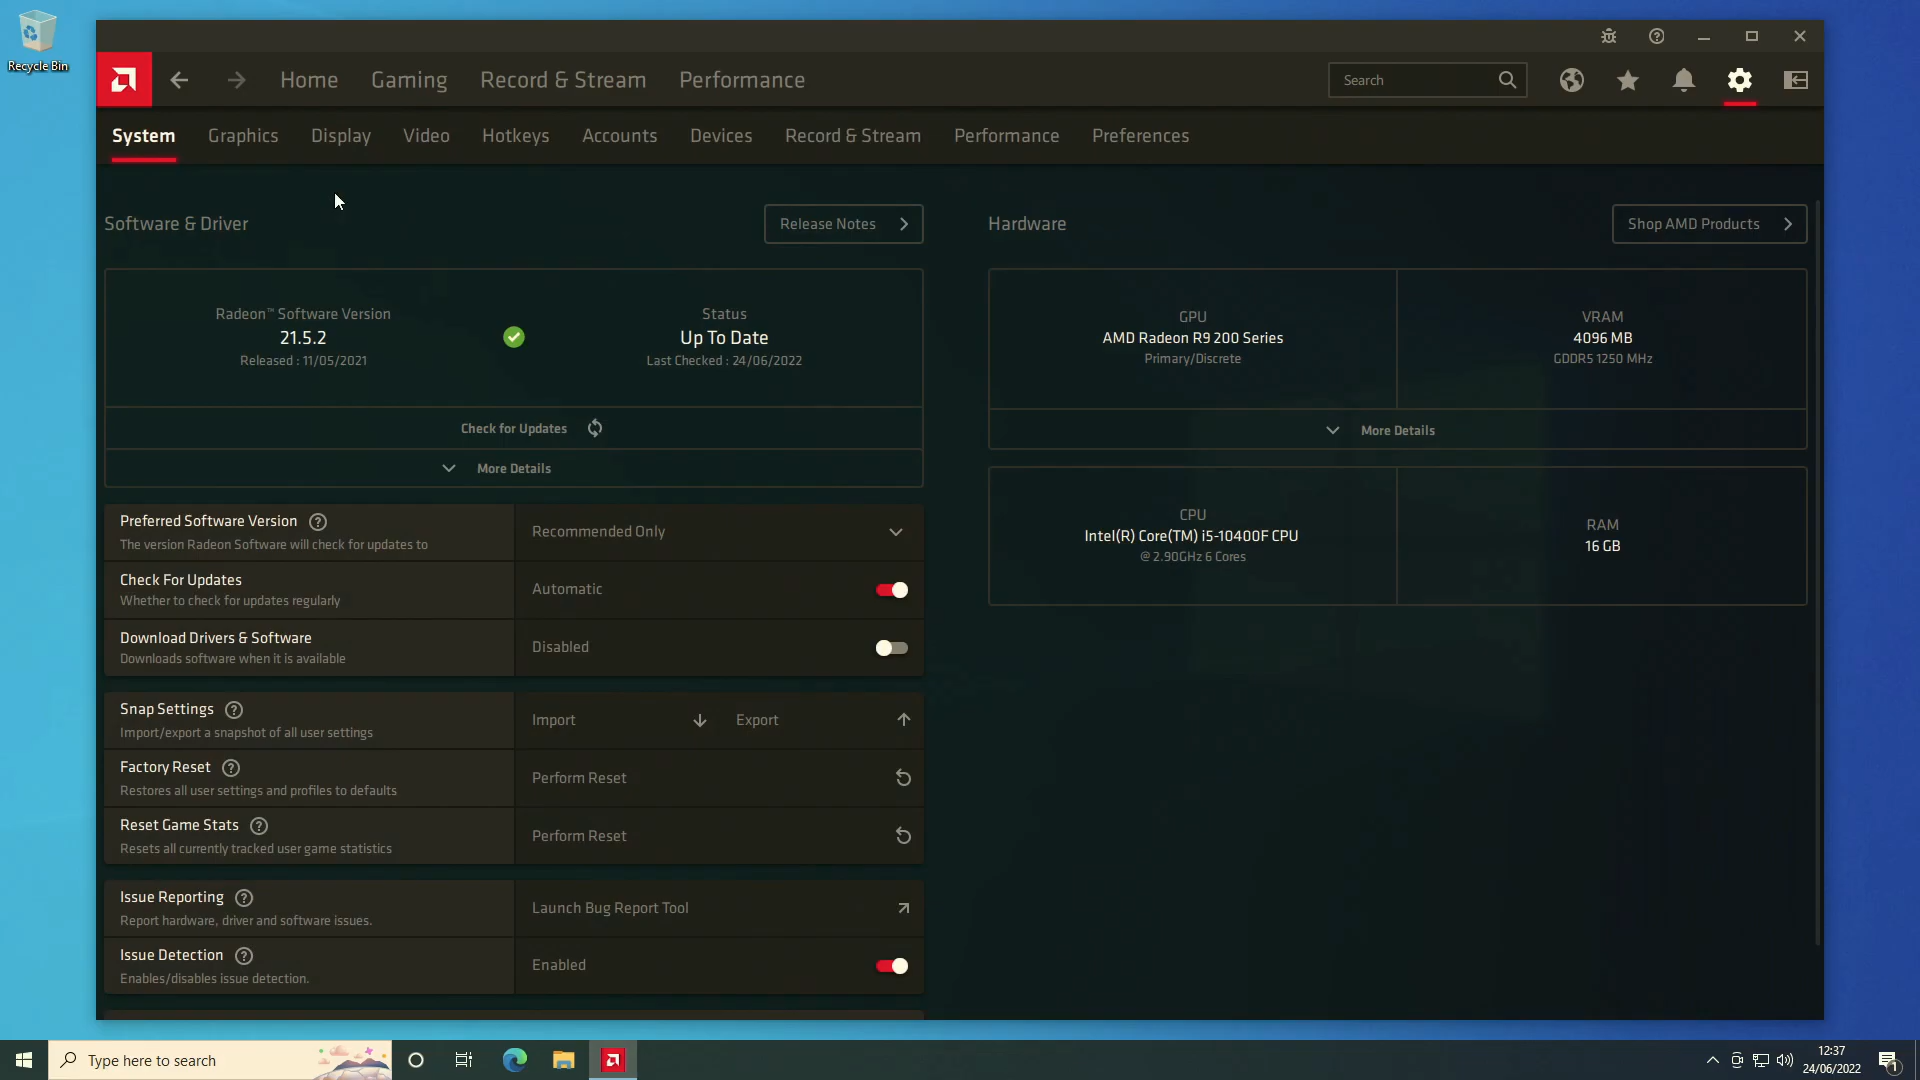 Recycle Bin
Home Gaming Record & Stream Performance Search
System Graphics Display Video Hotkeys Accounts Devices Record & Stream Performance Preferences
Software & Driver Release Notes
Radeon™ Software Version
21.5.2
Released : 11/05/2021
Status
Up To Date
Last Checked : 24/06/2022
Check for Updates
More Details
Preferred Software Version
The version Radeon Software will check for updates to
Recommended Only
Check For Updates
Whether to check for updates regularly
Automatic
Download Drivers & Software
Downloads software when it is available
Disabled
Snap Settings
Import/export a snapshot of all user settings
Import Export
Factory Reset
Restores all user settings and profiles to defaults
Perform Reset
Reset Game Stats
Resets all currently tracked user game statistics
Perform Reset
Issue Reporting
Report hardware, driver and software issues.
Launch Bug Report Tool
Issue Detection
Enables/disables issue detection.
Enabled
Hardware Shop AMD Products
GPU
AMD Radeon R9 200 Series
Primary/Discrete
VRAM
4096 MB
GDDR5 1250 MHz
More Details
CPU
Intel(R) Core(TM) i5-10400F CPU
@ 2.90GHz 6 Cores
RAM
16 GB
Type here to search
12:37
24/06/2022
1